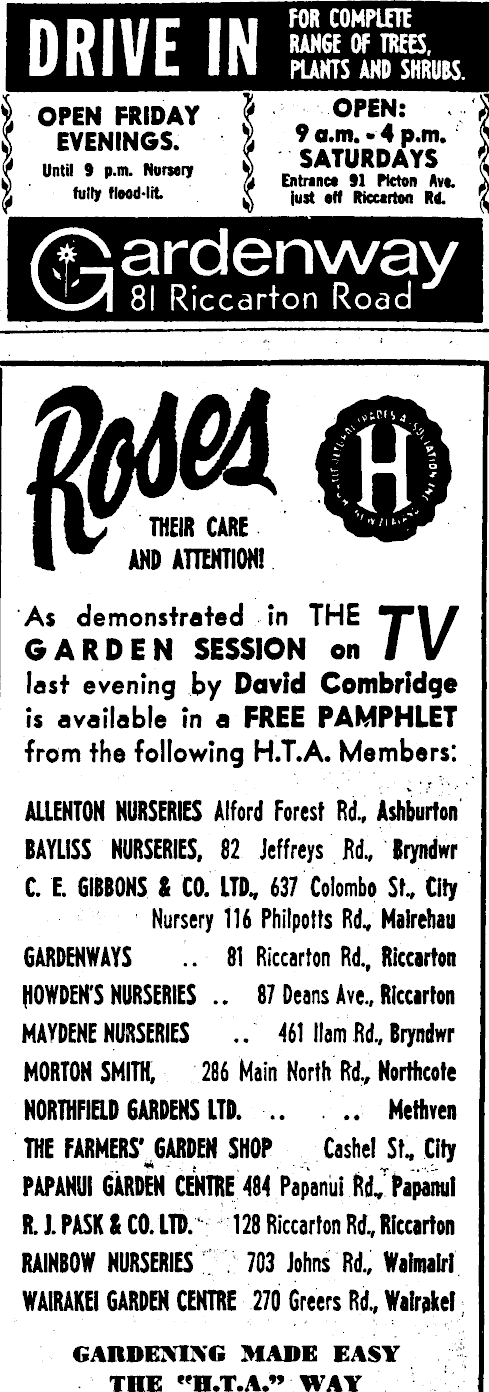 DRIVE IN
FOR COMPLETE
RANGE OF TREES,
PLANTS AND SHRUBS.
OPEN FRIDAY
EVENINGS.
Until 9 p.m. Nursery
fully flood-lit.
OPEN:
9 a.m. - 4 p.m.
SATURDAYS
Entrance 91 Picton Ave.
just off Riccarton Rd.
Gardenway
81 Riccarton Road
Roses
THEIR CARE
AND ATTENTION!
HORTICULTURAL TRADES ASSOCIATION INC.
H
NEW ZEALAND
As demonstrated in THE
GARDEN SESSION on TV
last evening by David Combridge
is available in a FREE PAMPHLET
from the following H.T.A. Members:
ALLENTON NURSERIES Alford Forest Rd., Ashburton
BAYLISS NURSERIES, 82 Jeffreys Rd., Bryndwr
C. E. GIBBONS & CO. LTD., 637 Colombo St., City
Nursery 116 Philpotts Rd., Mairehau
GARDENWAYS .. 81 Riccarton Rd., Riccarton
HOWDEN'S NURSERIES .. 87 Deans Ave., Riccarton
MAYDENE NURSERIES .. 461 Ilam Rd., Bryndwr
MORTON SMITH, 286 Main North Rd., Northcote
NORTHFIELD GARDENS LTD. .. .. Methven
THE FARMERS' GARDEN SHOP Cashel St., City
PAPANUI GARDEN CENTRE 484 Papanui Rd., Papanui
R. J. PASK & CO. LTD. 128 Riccarton Rd., Riccarton
RAINBOW NURSERIES 703 Johns Rd., Waimairi
WAIRAKEI GARDEN CENTRE 270 Greers Rd., Wairakei
GARDENING MADE EASY
THE "H.T.A." WAY